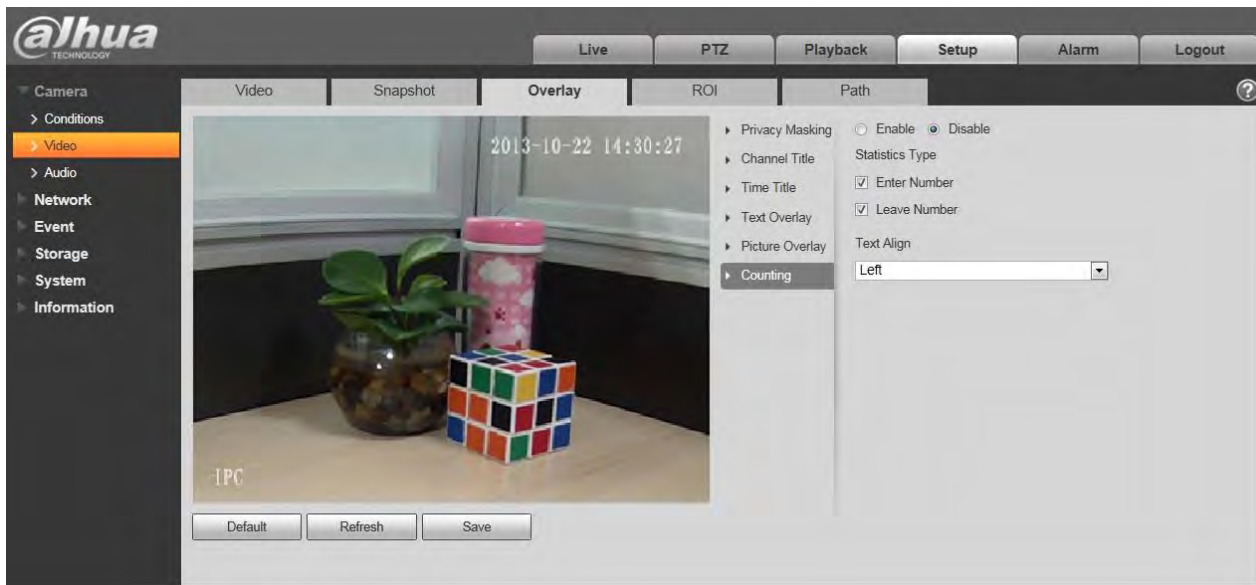 alhua
TECHNOLOGY
Live
PTZ
Playback
Setup
Alarm
Logout
Camera
Conditions
Video
Audio
Network
Event
Storage
System
Information
Video
Snapshot
Overlay
ROI
Path
?
2013-10-22 14:30:27
IPC
Privacy Masking
Channel Title
Time Title
Text Overlay
Picture Overlay
Counting
Enable
Disable
Statistics Type
Enter Number
Leave Number
Text Align
Left
Default
Refresh
Save